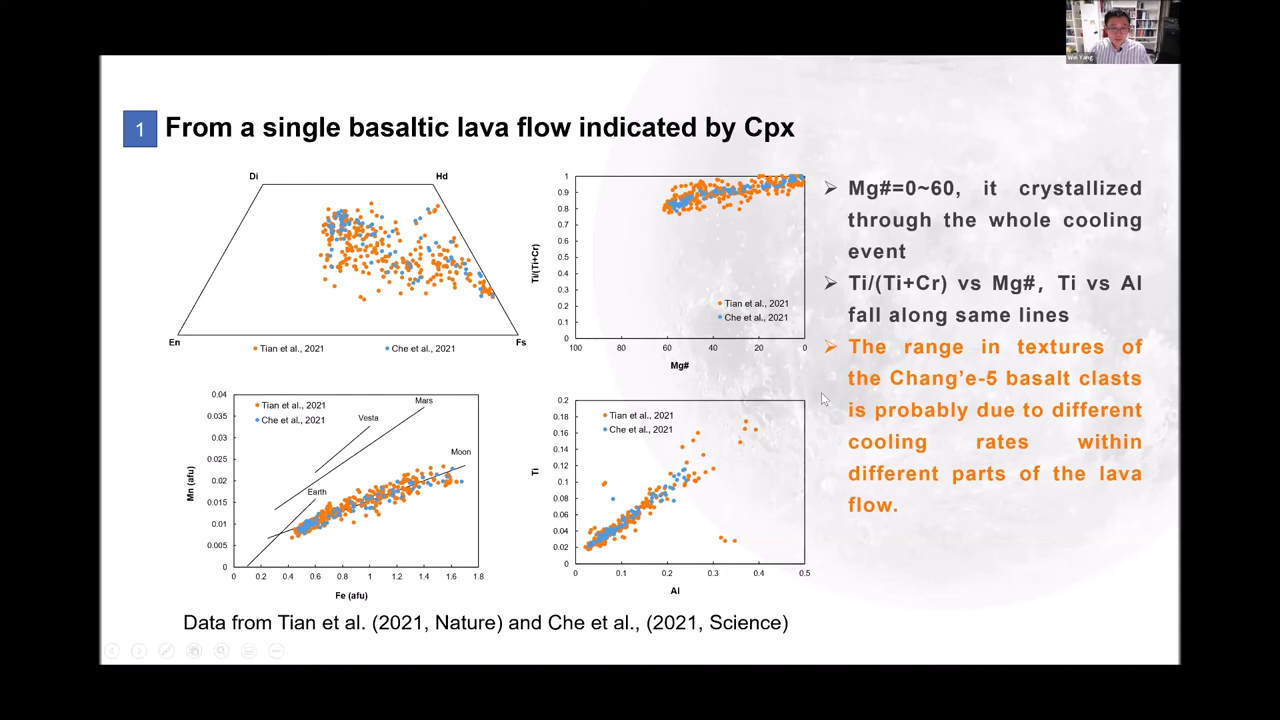 Wei Yang
1 From a single basaltic lava flow indicated by Cpx
Di
Hd
En
Fs
Tian et al., 2021
Che et al., 2021
Ti/(Ti+Cr)
1
0.9
0.8
0.7
0.6
0.5
0.4
0.3
0.2
0.1
0
Tian et al., 2021
Che et al., 2021
100 80 60 40 20 0
Mg#
Mn (afu)
0.04
0.035
0.03
0.025
0.02
0.015
0.01
0.005
0
Tian et al., 2021
Che et al., 2021
Mars
Vesta
Moon
Earth
0 0.2 0.4 0.6 0.8 1 1.2 1.4 1.6 1.8
Fe (afu)
Ti
0.2
0.18
0.16
0.14
0.12
0.1
0.08
0.06
0.04
0.02
0
Tian et al., 2021
Che et al., 2021
0 0.1 0.2 0.3 0.4 0.5
Al
➢ Mg#=0~60, it crystallized
through the whole cooling
event
➢ Ti/(Ti+Cr) vs Mg#, Ti vs Al
fall along same lines
➢ The range in textures of
the Chang’e-5 basalt clasts
is probably due to different
cooling rates within
different parts of the lava
flow.
Data from Tian et al. (2021, Nature) and Che et al., (2021, Science)